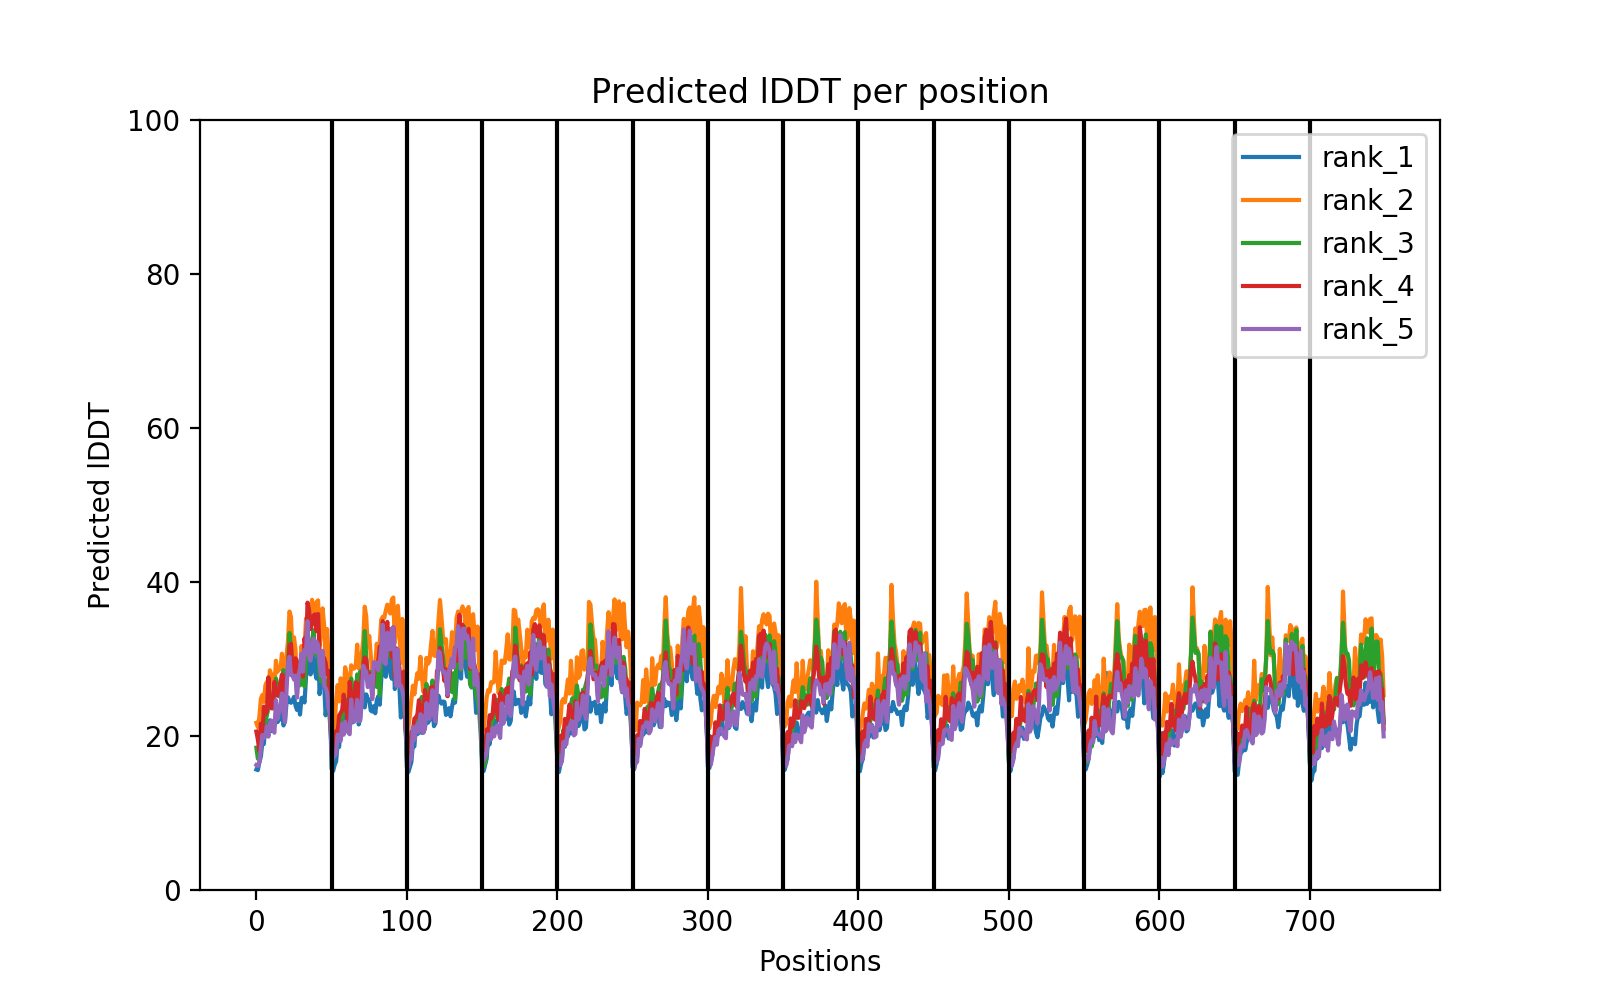 Predicted lDDT per position
100
80
60
40
20
0
Predicted lDDT
rank_1
rank_2
rank_3
rank_4
rank_5
0 100 200 300 400 500 600 700
Positions